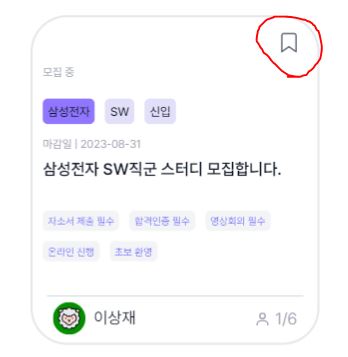 모집 중
삼성전자 SW 신입
마감일 | 2023-08-31
삼성전자 SW직군 스터디 모집합니다.
자소서 제출 필수 합격인증 필수 영상회의 필수
온라인 진행 초보 환영
이상재 1/6